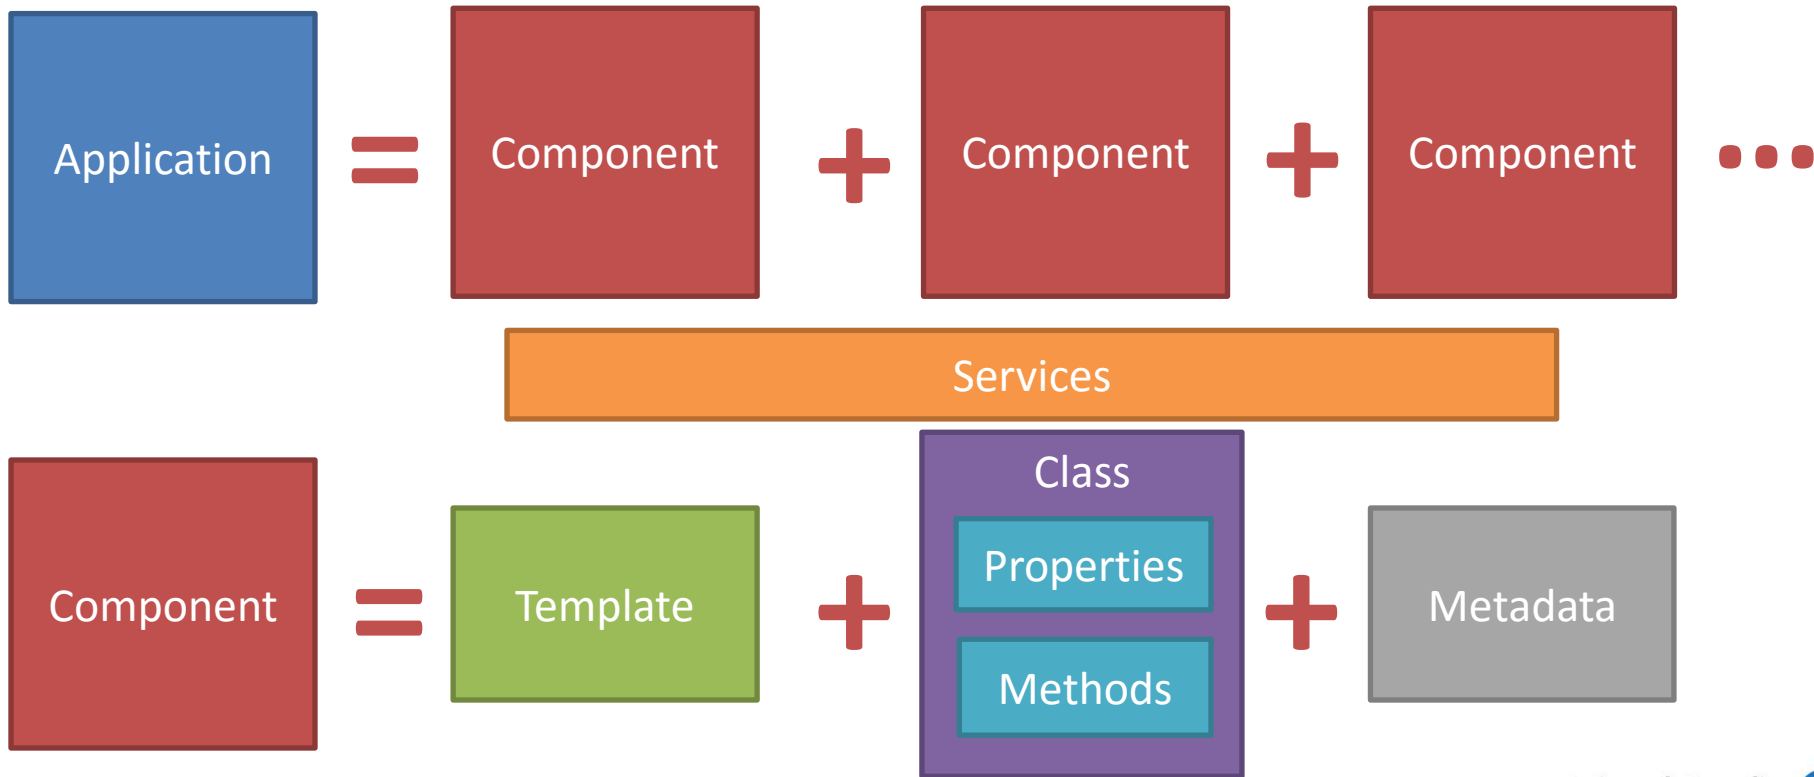 Application
=
Component
+
Component
+
Component
...
Services
Component
=
Template
+
Class
Properties
Methods
+
Metadata